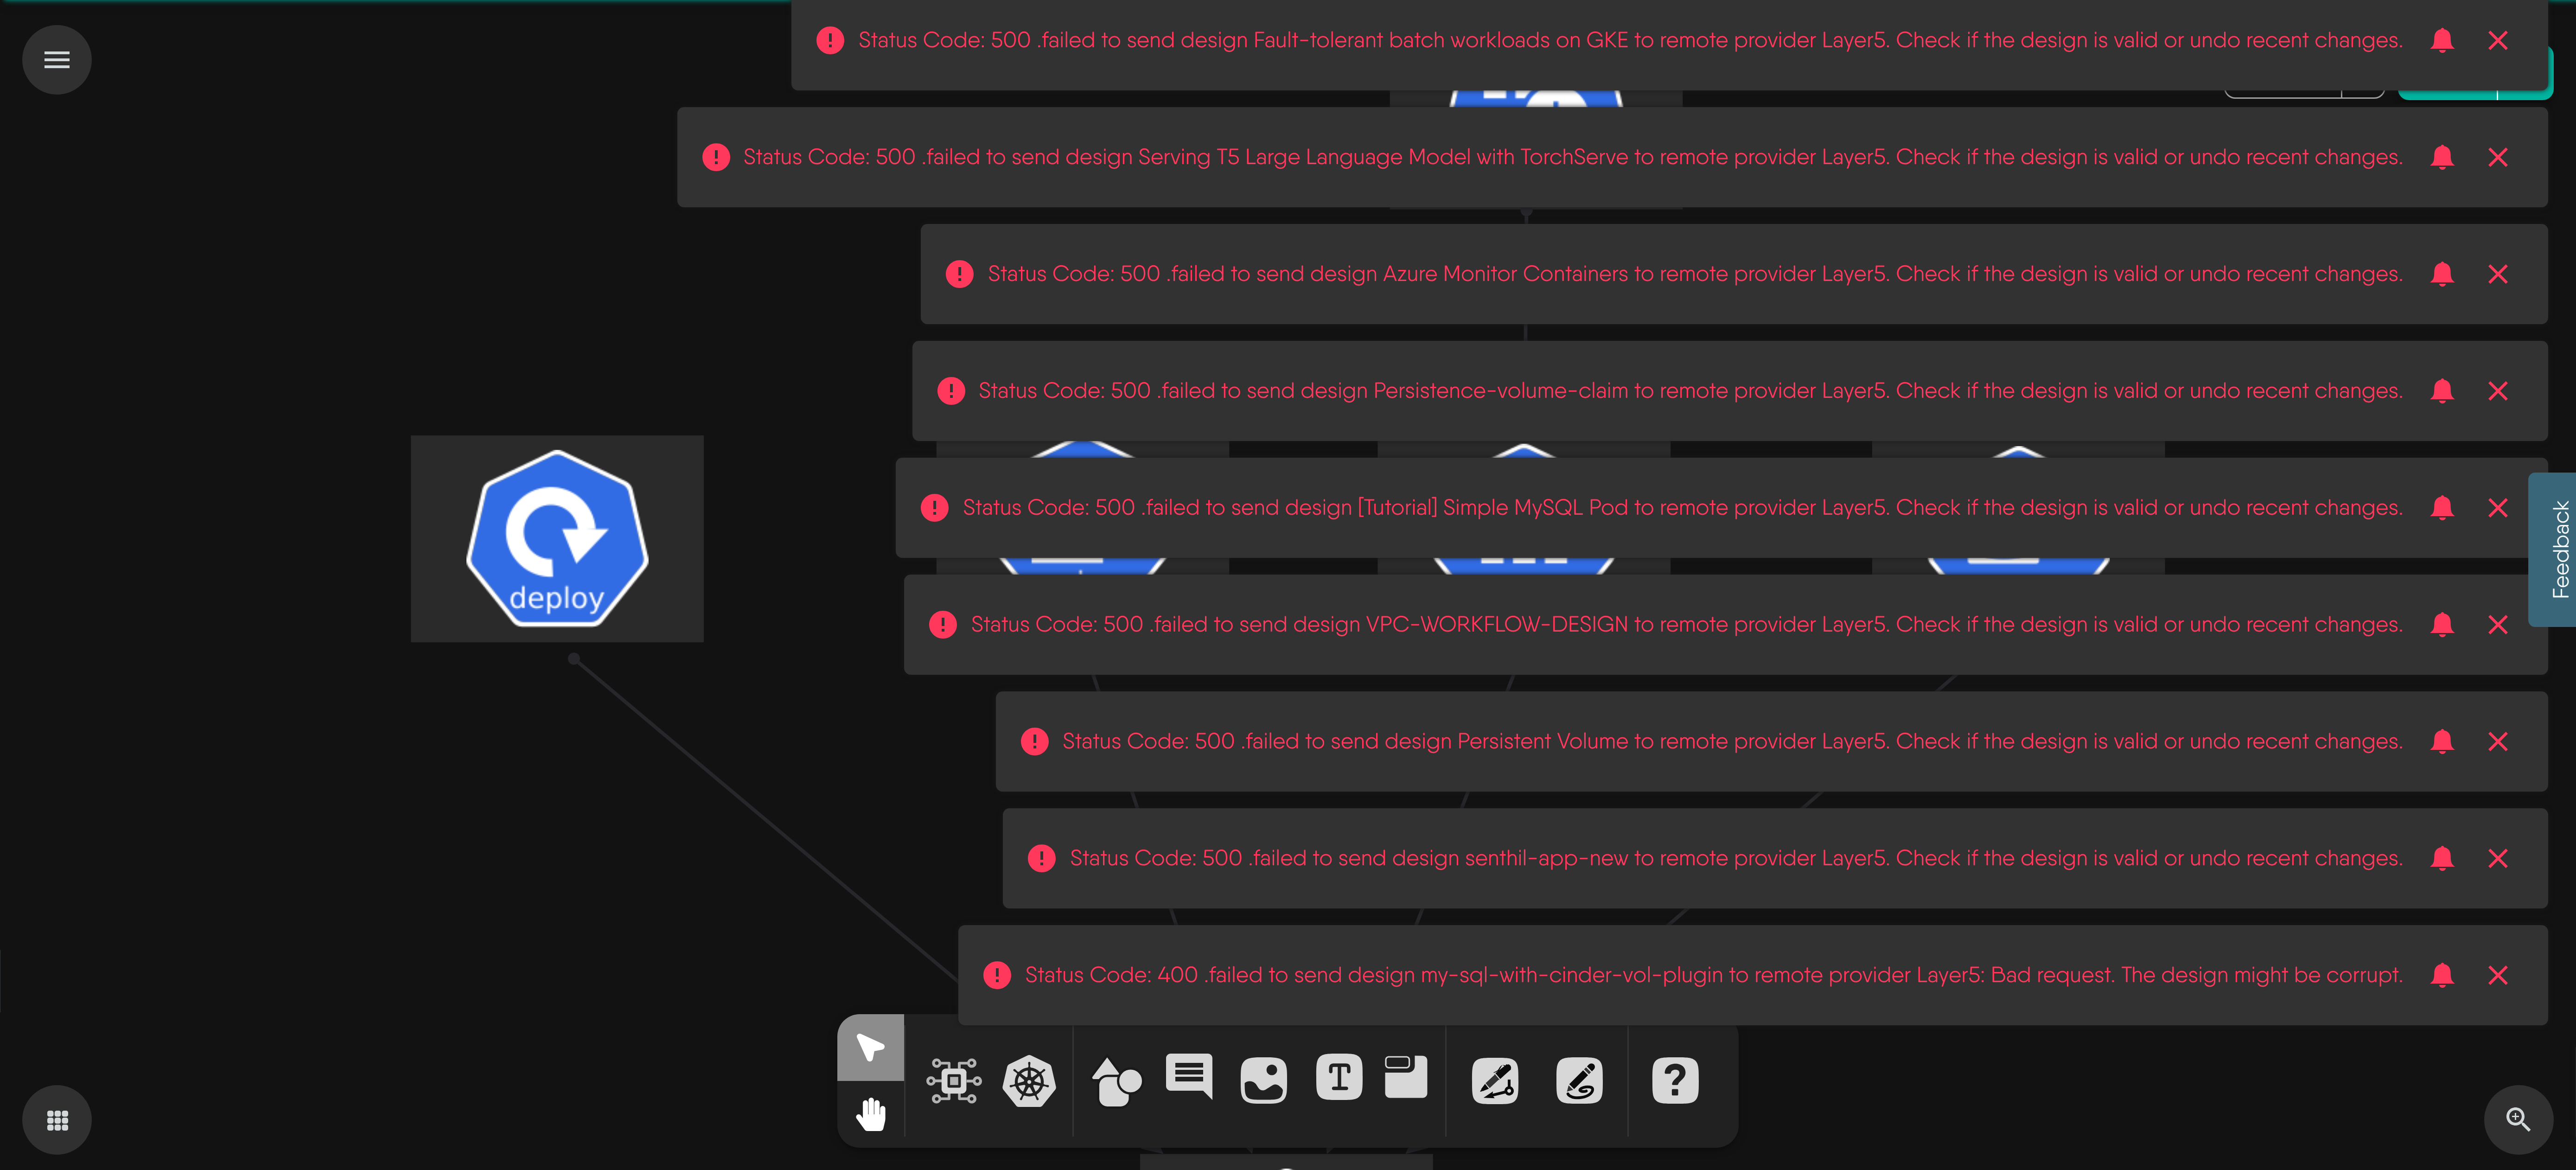 Status Code: 500 .failed to send design Fault-tolerant batch workloads on GKE to remote provider Layer5. Check if the design is valid or undo recent changes.
Status Code: 500 .failed to send design Serving T5 Large Language Model with TorchServe to remote provider Layer5. Check if the design is valid or undo recent changes.
Status Code: 500 .failed to send design Azure Monitor Containers to remote provider Layer5. Check if the design is valid or undo recent changes.
Status Code: 500 .failed to send design Persistence-volume-claim to remote provider Layer5. Check if the design is valid or undo recent changes.
Status Code: 500 .failed to send design [Tutorial] Simple MySQL Pod to remote provider Layer5. Check if the design is valid or undo recent changes.
Feedback
deploy
Status Code: 500 .failed to send design VPC-WORKFLOW-DESIGN to remote provider Layer5. Check if the design is valid or undo recent changes.
Status Code: 500 .failed to send design Persistent Volume to remote provider Layer5. Check if the design is valid or undo recent changes.
Status Code: 500 .failed to send design senthil-app-new to remote provider Layer5. Check if the design is valid or undo recent changes.
Status Code: 400 .failed to send design my-sql-with-cinder-vol-plugin to remote provider Layer5: Bad request. The design might be corrupt.